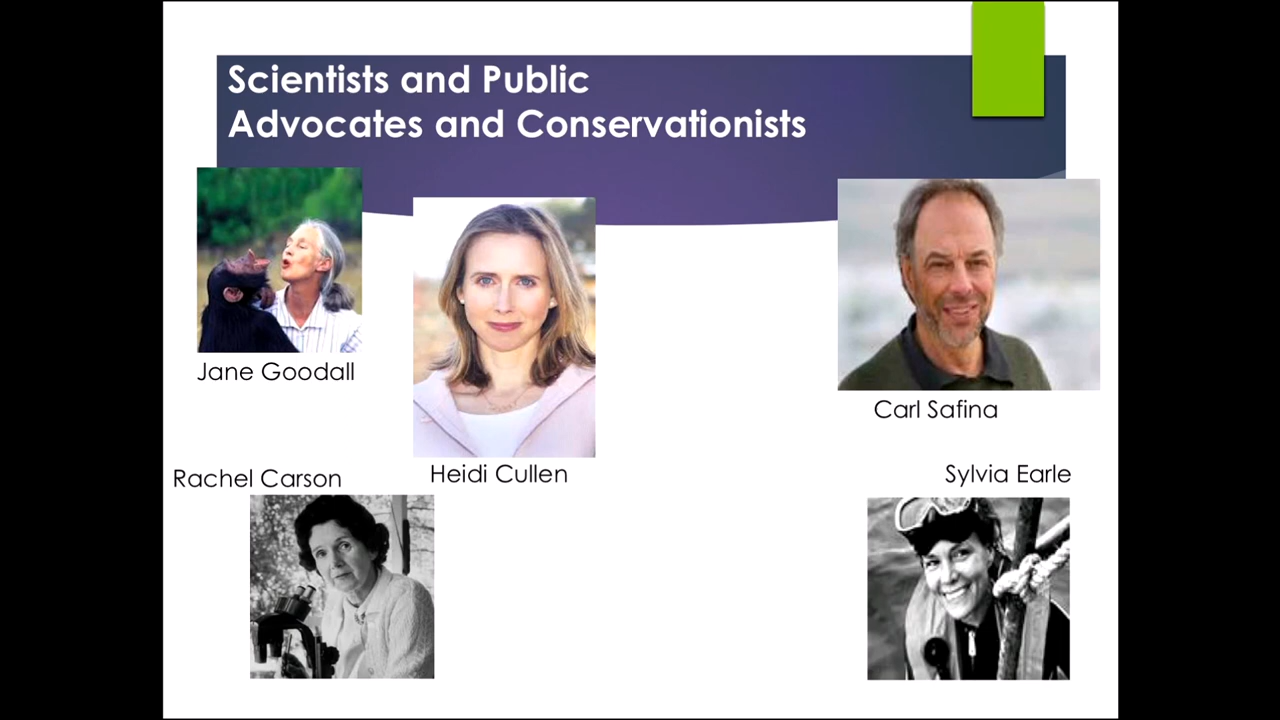 Scientists and Public
Advocates and Conservationists
Jane Goodall
Carl Safina
Rachel Carson
Heidi Cullen
Sylvia Earle